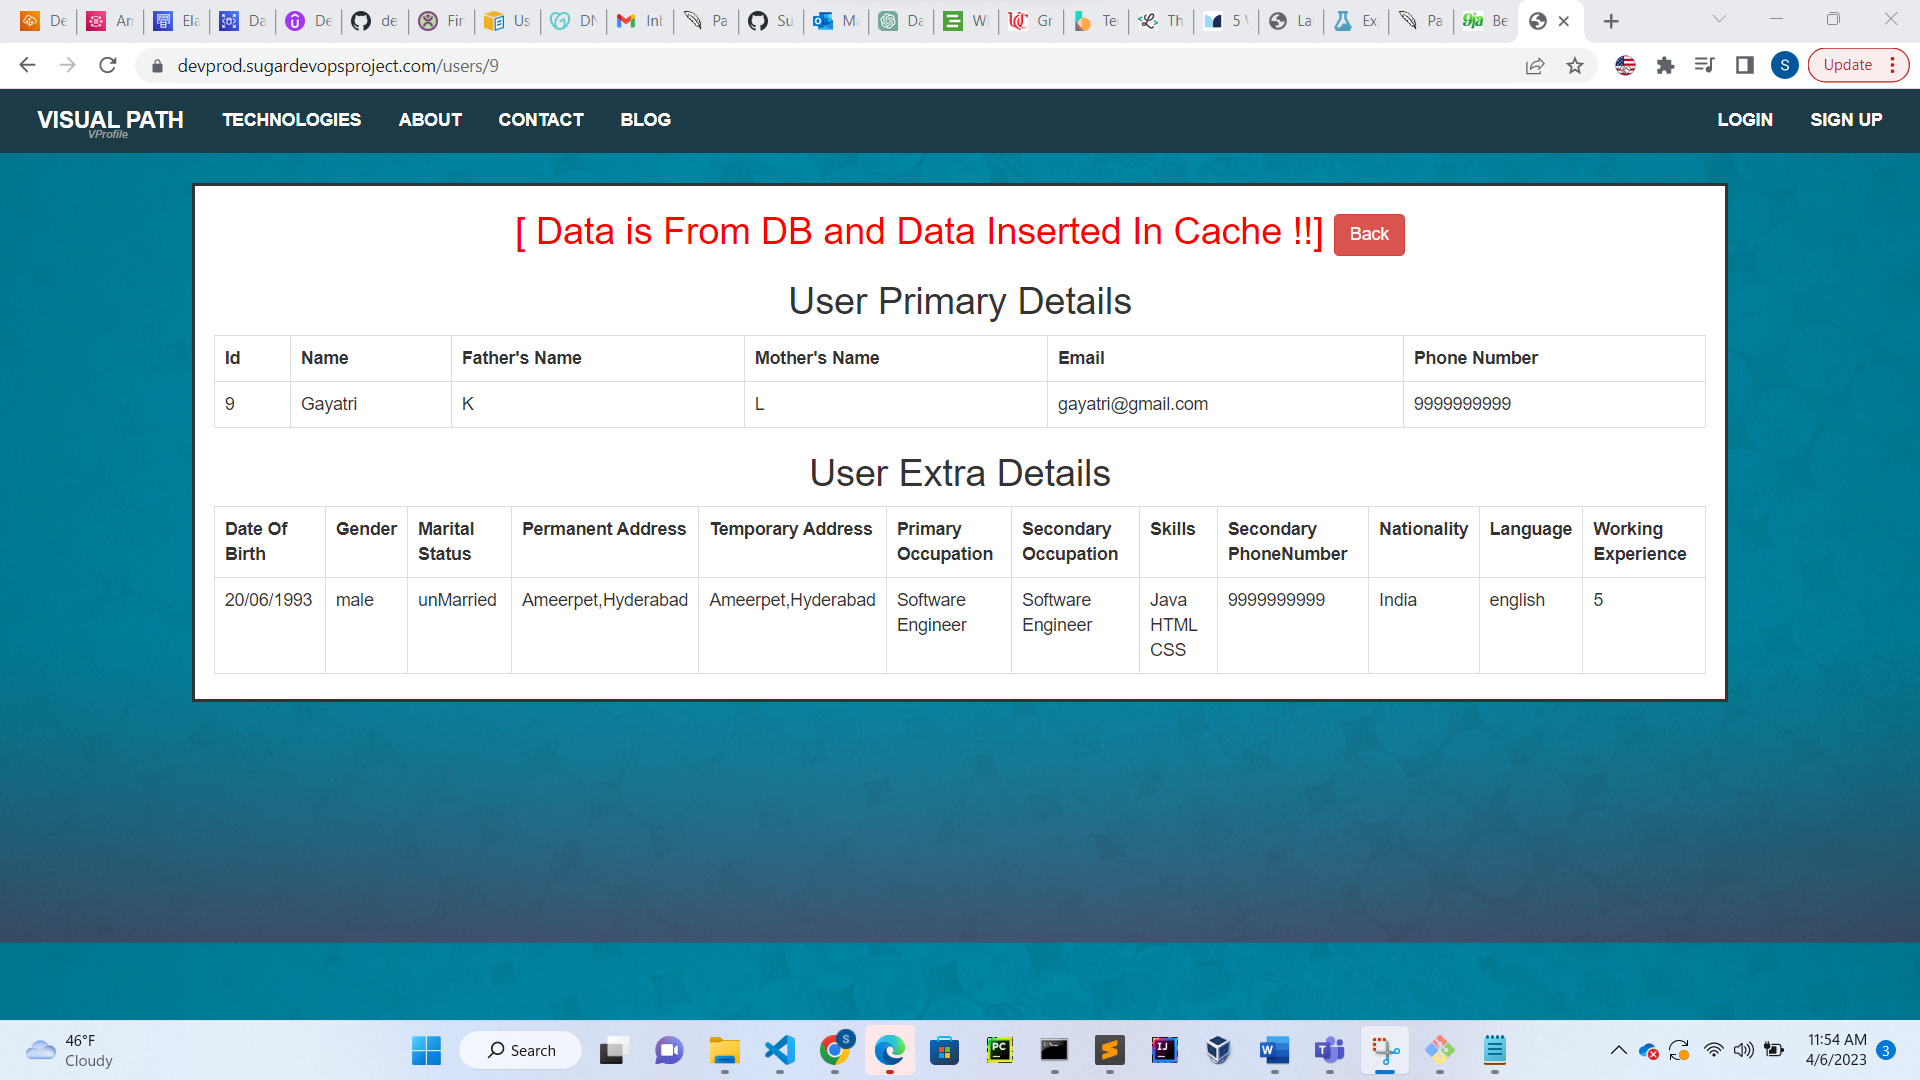 De
An
Ela
Da
De
de
Fir
Us
DN
Inb
Pa
Su
Ma
Da
Wl
Gr
Te
Th
5
La
Ex
Pa
9ja
Be
devprod.sugardevopsproject.com/users/9
S
Update
VISUAL PATH
VProfile
TECHNOLOGIES
ABOUT
CONTACT
BLOG
LOGIN
SIGN UP
[ Data is From DB and Data Inserted In Cache !!] Back
User Primary Details
Id Name Father's Name Mother's Name Email Phone Number
9 Gayatri K L gayatri@gmail.com 9999999999
User Extra Details
Date Of Gender Marital Permanent Address Temporary Address Primary Secondary Skills Secondary Nationality Language Working
Birth Status Occupation Occupation PhoneNumber Experience
20/06/1993 male unMarried Ameerpet,Hyderabad Ameerpet,Hyderabad Software Software Java 9999999999 India english 5
Engineer Engineer HTML
CSS
46°F
Cloudy
Search
S
PC
IJ
W
11:54 AM
4/6/2023
3